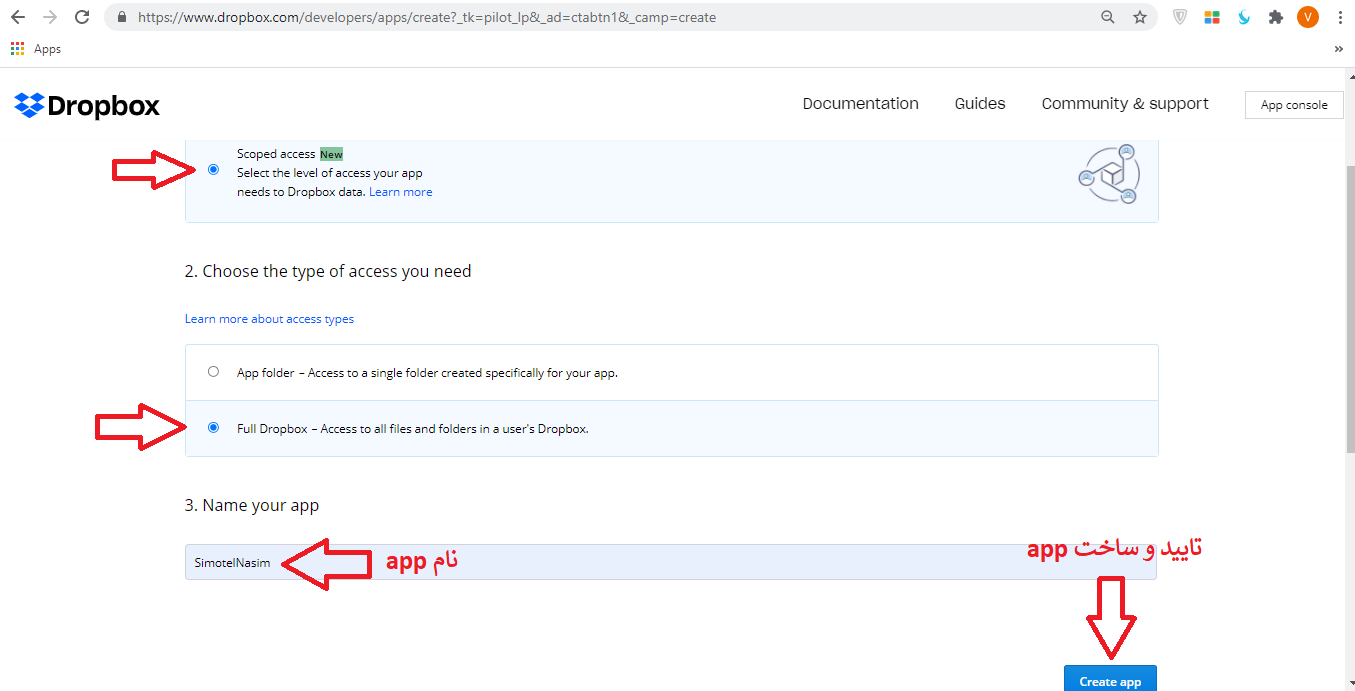 https://www.dropbox.com/developers/apps/create?_tk=pilot_lp&_ad=ctabtn1&_camp=create
V
Apps
»
Dropbox
Documentation
Guides
Community & support
App console
Scoped access New
Select the level of access your app
needs to Dropbox data. Learn more
2. Choose the type of access you need
Learn more about access types
App folder – Access to a single folder created specifically for your app.
Full Dropbox – Access to all files and folders in a user's Dropbox.
3. Name your app
تایید و ساخت app
SimotelNasim
نام app
Create app